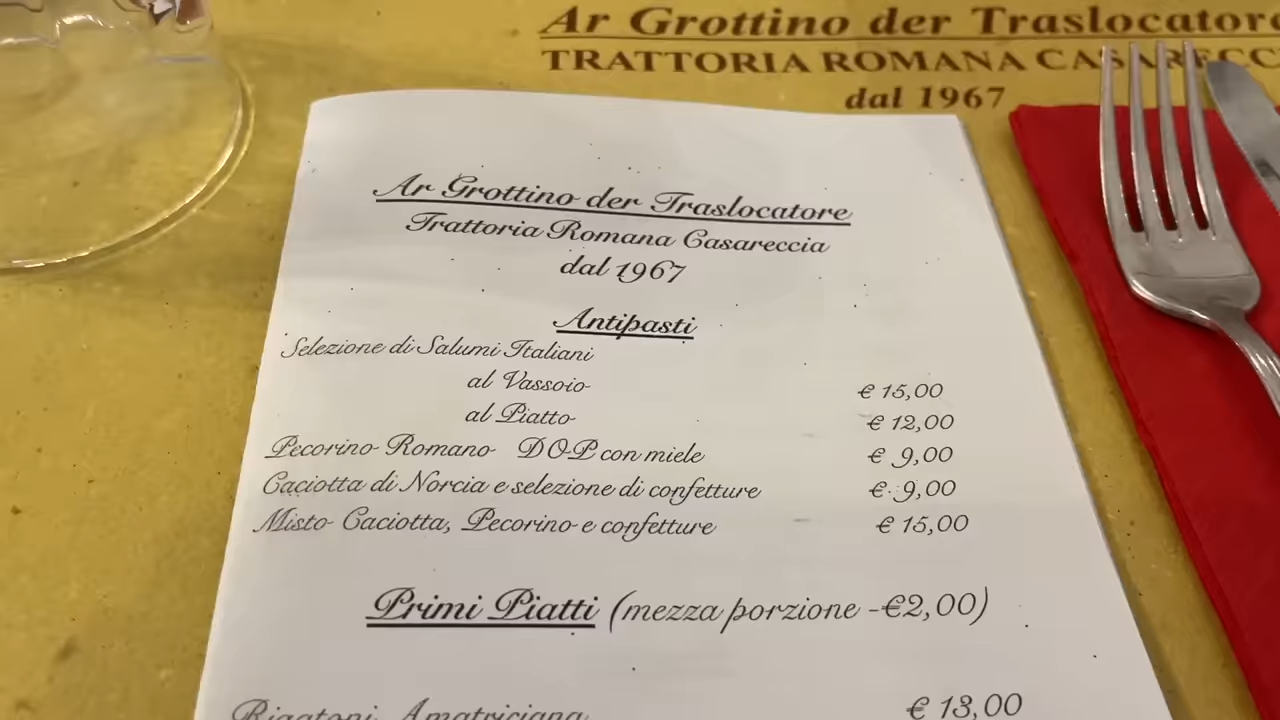 Ar Grottino der Traslocatore
TRATTORIA ROMANA CASARECC
dal 1967
Ar Grottino der Traslocatore
Trattoria Romana Casareccia
dal 1967
Antipasti
Selezione di Salumi Italiani
al Vassoio € 15,00
al Piatto € 12,00
Pecorino Romano DOP con miele € 9,00
Caciotta di Norcia e selezione di confetture € 9,00
Misto Caciotta, Pecorino e confetture € 15,00
Primi Piatti (mezza porzione -€2,00)
Rigatoni Amatriciana € 13,00